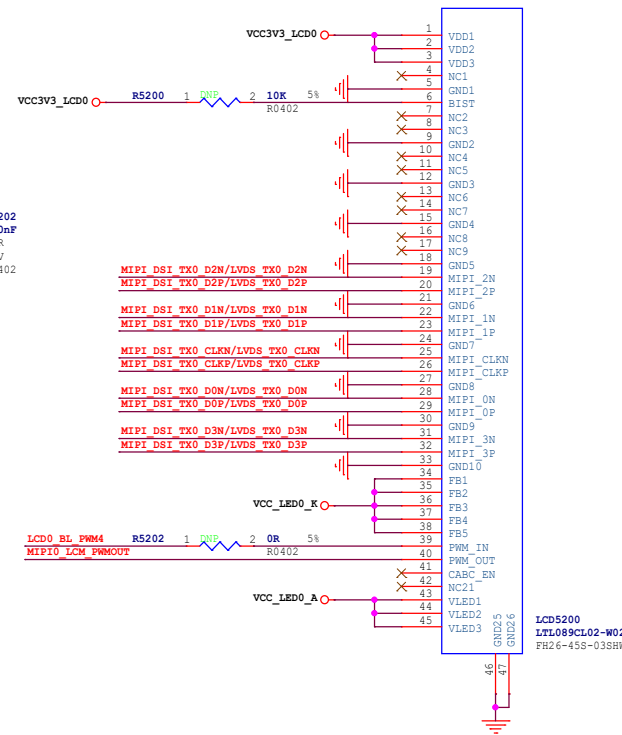 VCC3V3_LCD0
1 VDD1
2 VDD2
3 VDD3
4 NC1
5 GND1
VCC3V3_LCD0 R5200 1 DNP 2 10K 5% 6 BIST
R0402
7 NC2
8 NC3
9 GND2
10 NC4
11 NC5
12 GND3
13 NC6
14 NC7
15 GND4
202
0nF
R
V
402
16 NC8
17 NC9
18 GND5
MIPI_DSI_TX0_D2N/LVDS_TX0_D2N 19 MIPI_2N
MIPI_DSI_TX0_D2P/LVDS_TX0_D2P 20 MIPI_2P
21 GND6
MIPI_DSI_TX0_D1N/LVDS_TX0_D1N 22 MIPI_1N
MIPI_DSI_TX0_D1P/LVDS_TX0_D1P 23 MIPI_1P
24 GND7
MIPI_DSI_TX0_CLKN/LVDS_TX0_CLKN 25 MIPI_CLKN
MIPI_DSI_TX0_CLKP/LVDS_TX0_CLKP 26 MIPI_CLKP
27 GND8
MIPI_DSI_TX0_D0N/LVDS_TX0_D0N 28 MIPI_0N
MIPI_DSI_TX0_D0P/LVDS_TX0_D0P 29 MIPI_0P
30 GND9
MIPI_DSI_TX0_D3N/LVDS_TX0_D3N 31 MIPI_3N
MIPI_DSI_TX0_D3P/LVDS_TX0_D3P 32 MIPI_3P
33 GND10
34 FB1
35 FB2
VCC_LED0_K 36 FB3
37 FB4
38 FB5
LCD0_BL_PWM4 R5202 1 DNP 2 0R 5% 39 PWM_IN
MIPI0_LCM_PWMOUT R0402 40 PWM_OUT
41 CABC_EN
42 NC21
VCC_LED0_A 43 VLED1
44 VLED2
45 VLED3
GND25
GND26
46
47
LCD5200
LTL089CL02-W02
FH26-45S-03SHW